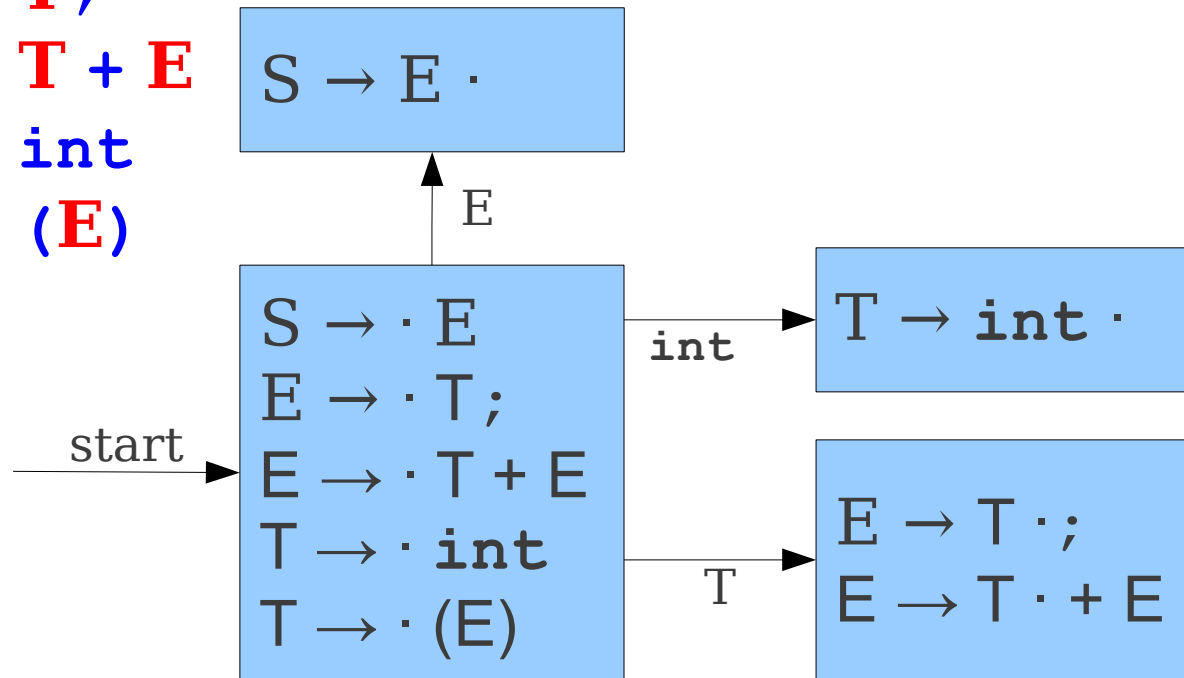 T;
T + E
int
(E)
S → E ·
E
S → · E
E → · T ;
E → · T + E
T → · int
T → · (E)
start
int
T → int ·
T
E → T · ;
E → T · + E